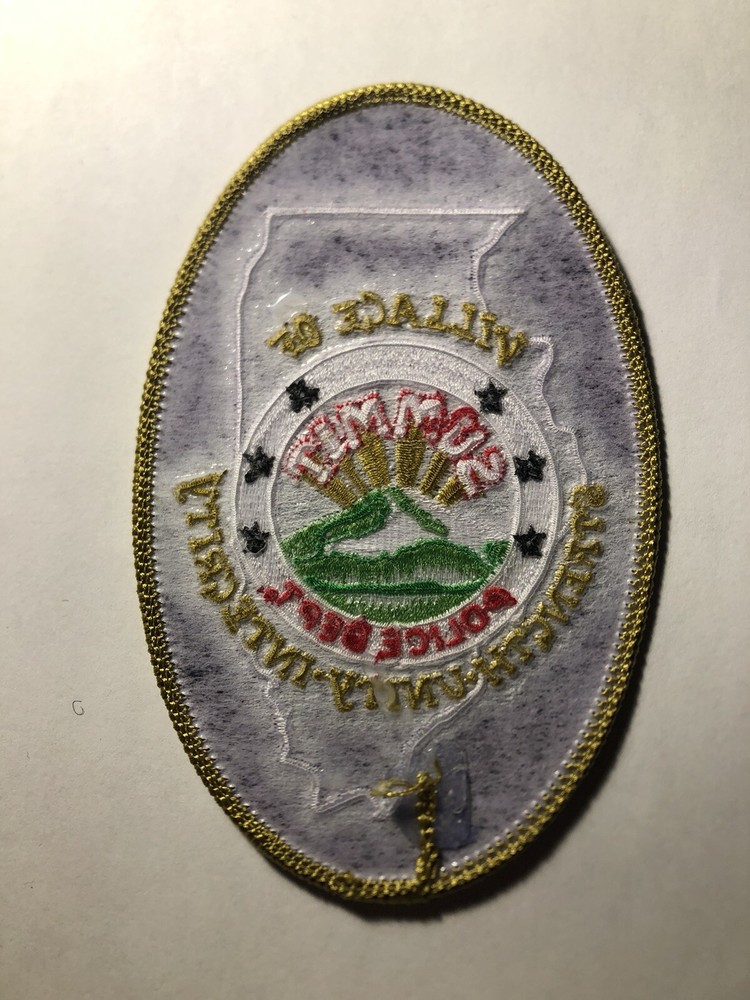 VILLAGE OF
SUMMIT
POLICE DEPT.
STRENGTH-UNITY-INTEGRITY